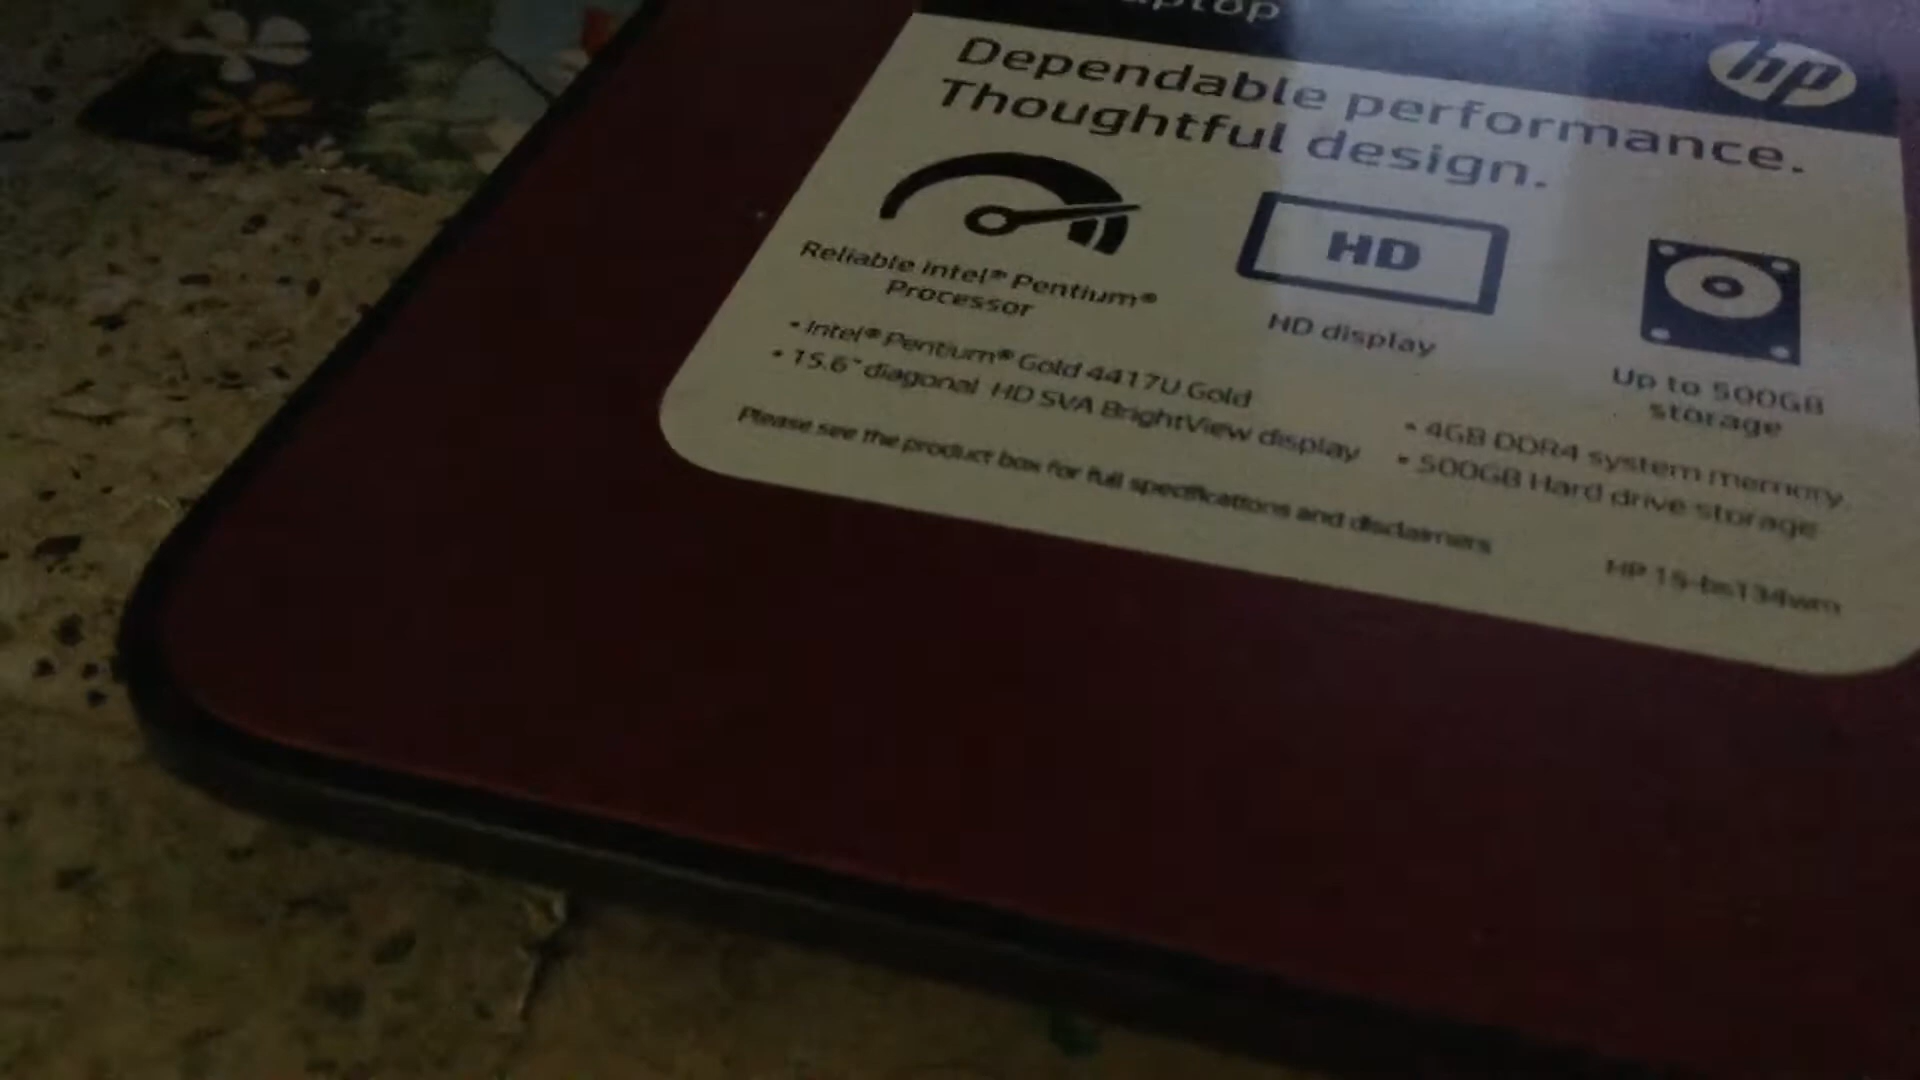 hp
Dependable performance.
Thoughtful design.
Reliable Intel® Pentium®
Processor
HD
HD display
Up to 500GB
storage
• Intel® Pentium® Gold 4417U Gold
• 15.6" diagonal HD SVA BrightView display
• 4GB DDR4 system memory
• 500GB Hard drive storage
Please see the product box for full specifications and disclaimers
HP 15-bs134wm